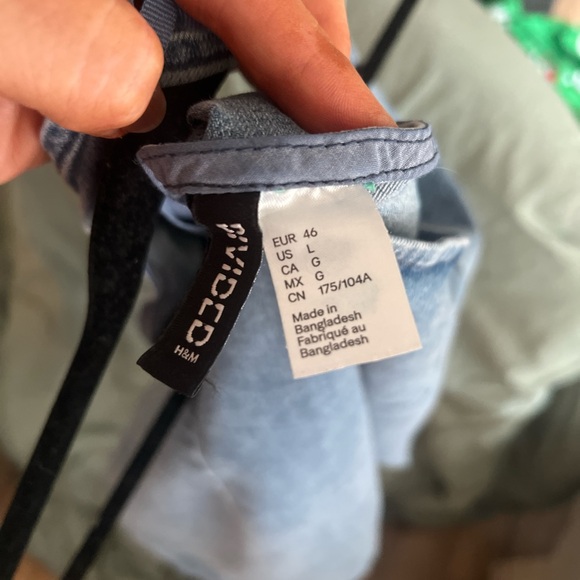 DIVIDED
H&M
EUR 46
US L
CA G
MX G
CN 175/104A
Made in
Bangladesh
Fabriqué au
Bangladesh